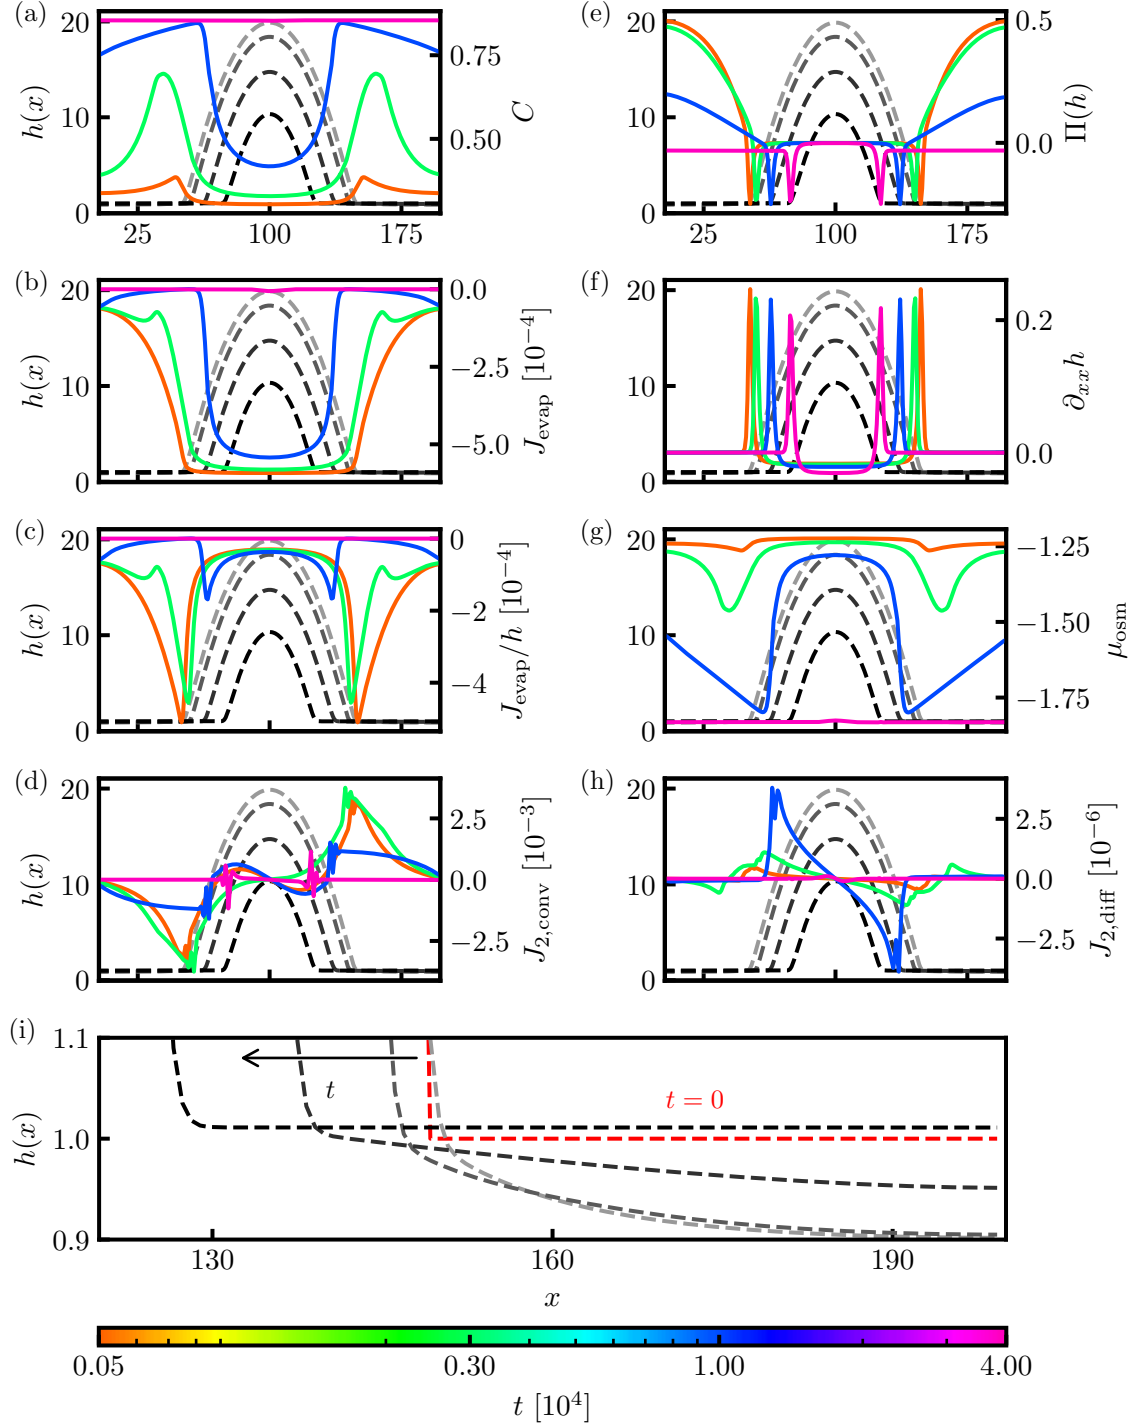 (a)
20
10
0
h(x)
0.75
0.50
C
25
100
175
(e)
20
10
0
h(x)
0.5
0.0
Π(h)
25
100
175
(b)
20
10
0
h(x)
0.0
−2.5
−5.0
J_evap [10^−4]
(f)
20
10
0
0.2
0.0
∂_xx h
(c)
20
10
0
h(x)
0
−2
−4
J_evap/h [10^−4]
(g)
20
10
0
−1.25
−1.50
−1.75
μ_osm
(d)
20
10
0
h(x)
2.5
0.0
−2.5
J_2,conv [10^−3]
(h)
20
10
0
2.5
0.0
−2.5
J_2,diff [10^−6]
(i)
1.1
1.0
0.9
h(x)
t
t = 0
130
160
190
x
0.05
0.30
1.00
4.00
t [10^4]